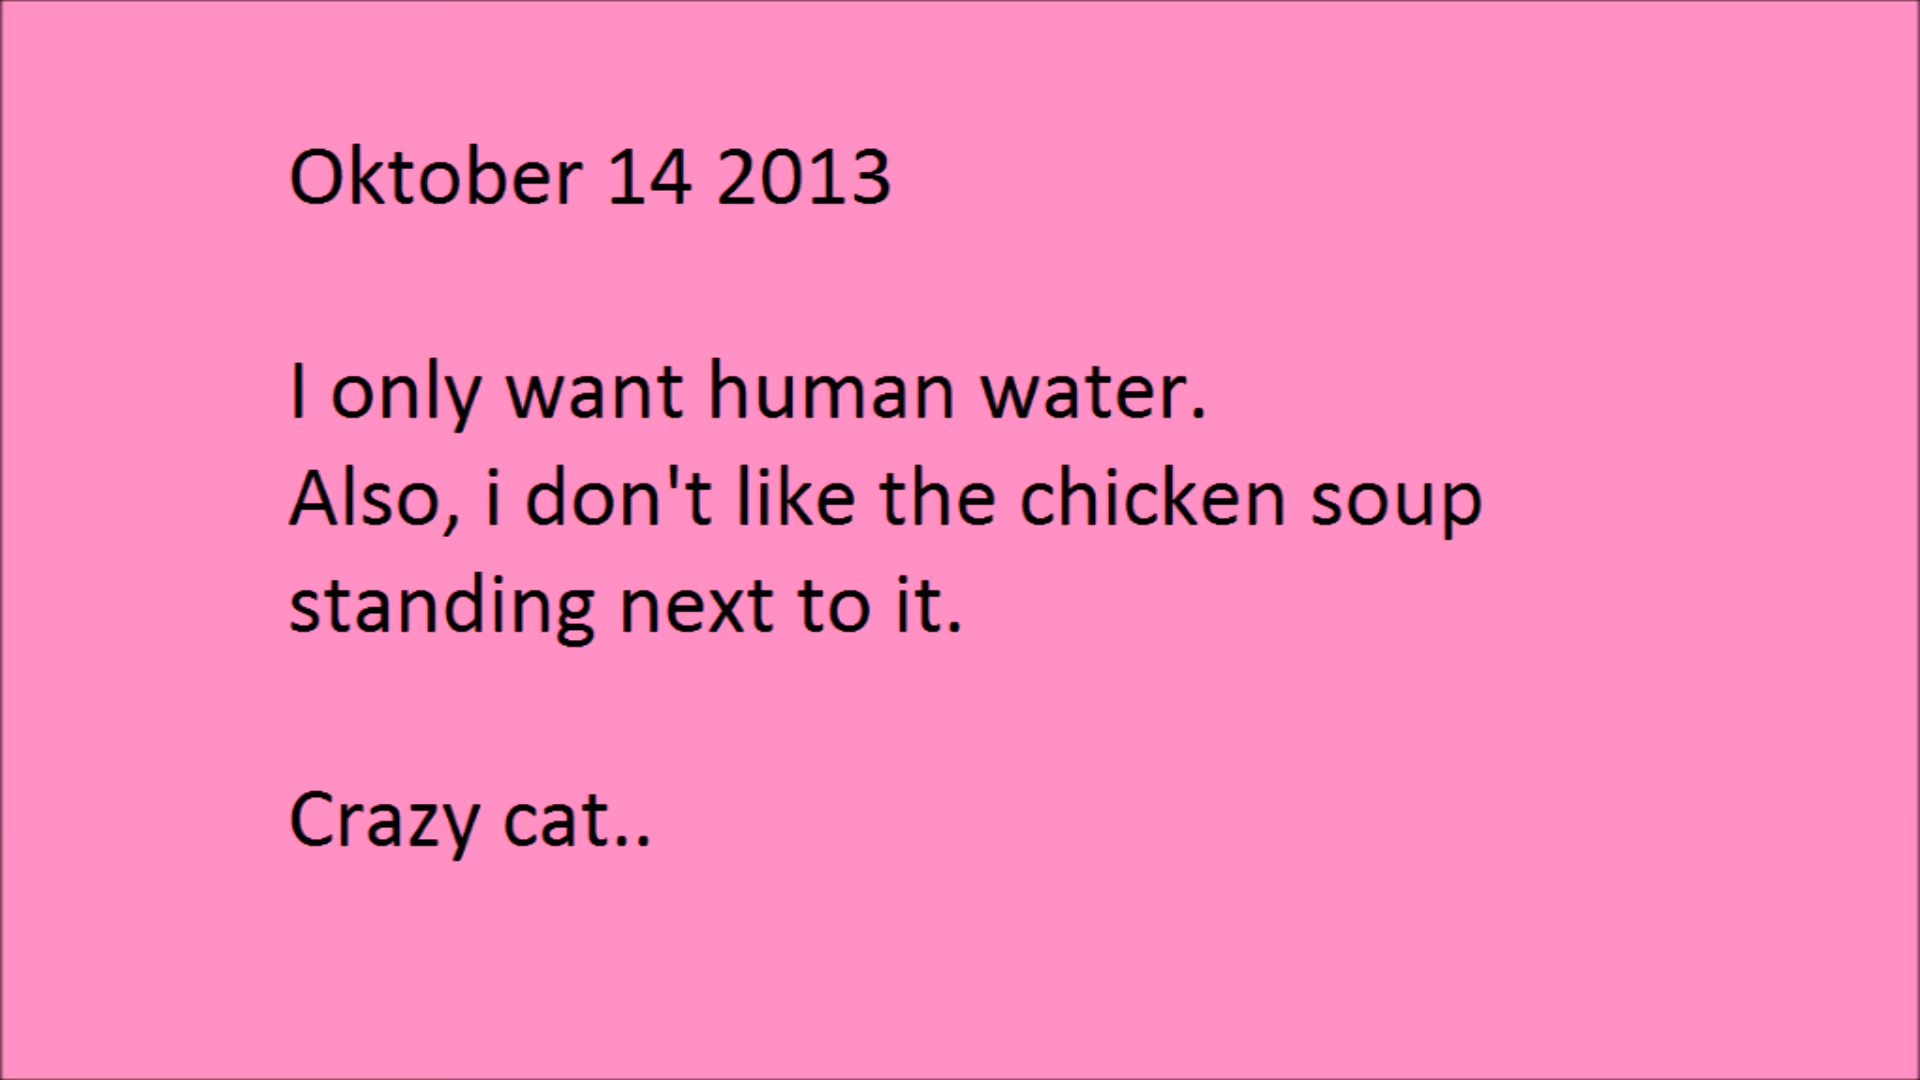 Oktober 14 2013
I only want human water.
Also, i don't like the chicken soup
standing next to it.
Crazy cat..